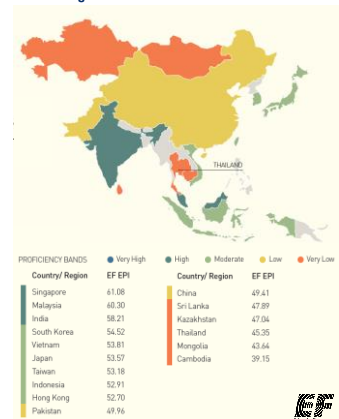 THAILAND
PROFICIENCY BANDS Very High High Moderate Low Very Low
Country/ Region EF EPI
Singapore 61.08
Malaysia 60.30
India 58.21
South Korea 54.52
Vietnam 53.81
Japan 53.57
Taiwan 53.18
Indonesia 52.91
Hong Kong 52.70
Pakistan 49.96
Country/ Region EF EPI
China 49.41
Sri Lanka 47.89
Kazakhstan 47.04
Thailand 45.35
Mongolia 43.64
Cambodia 39.15
EF